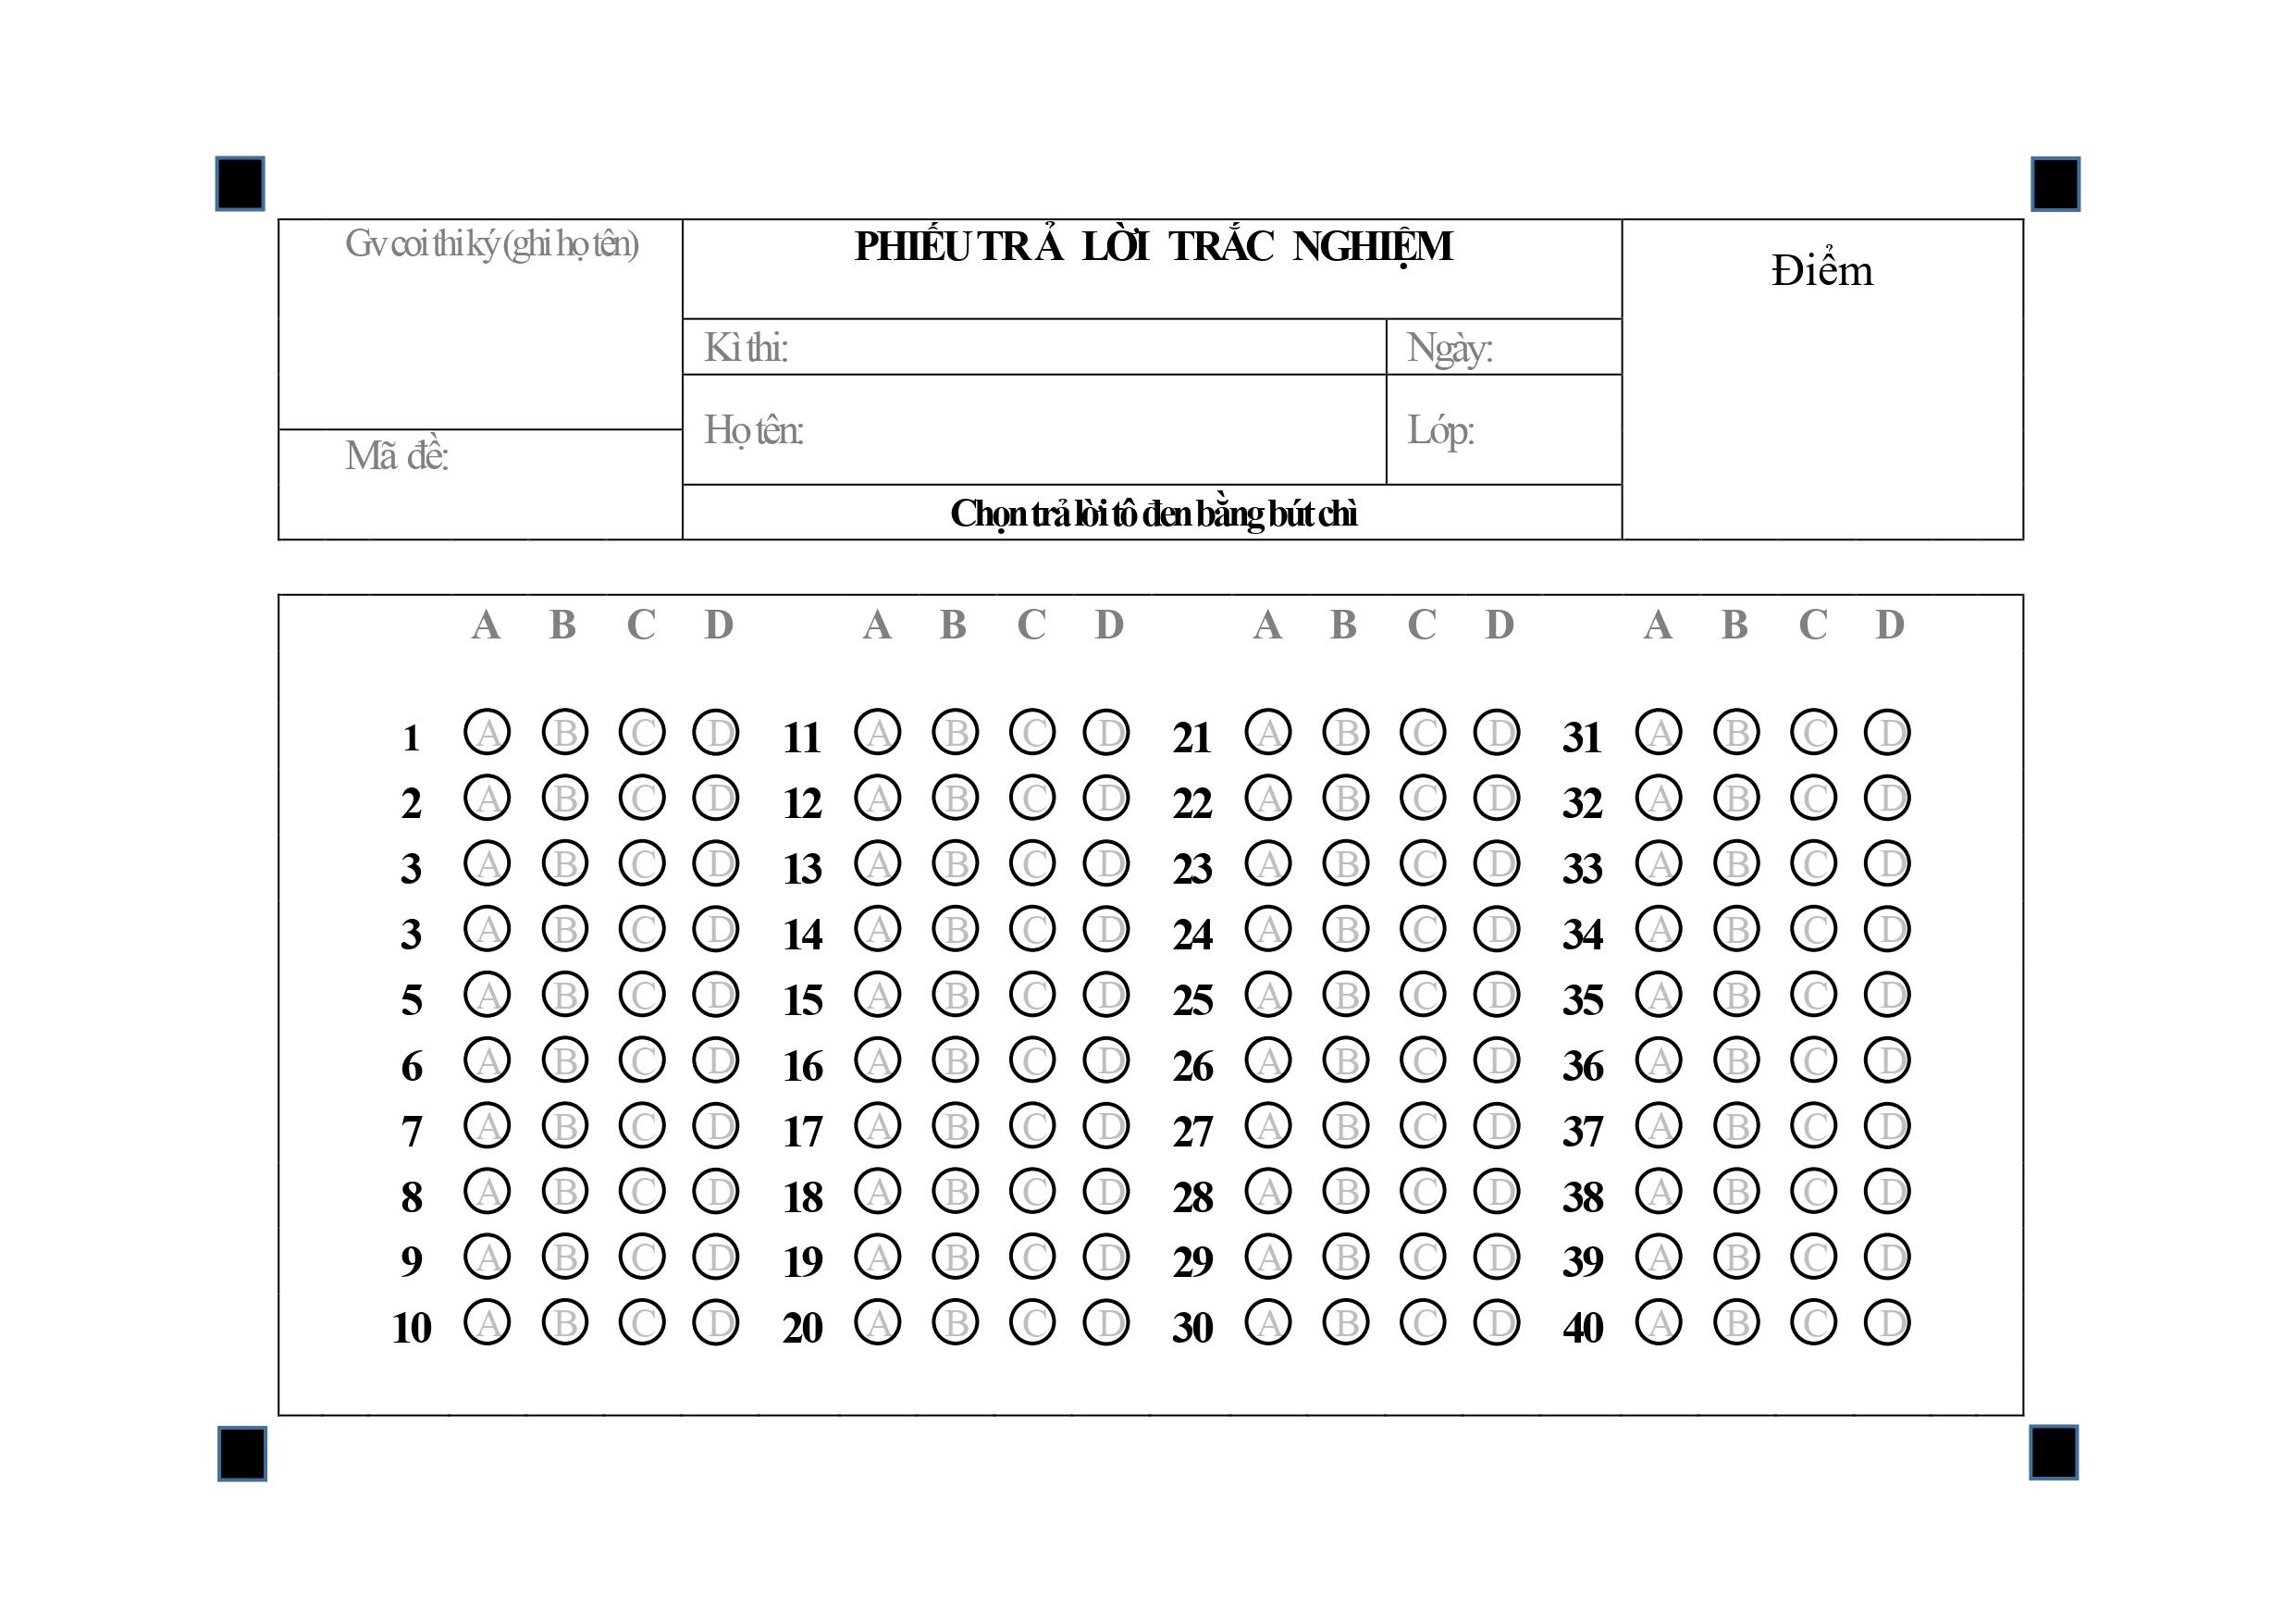 Gv coi thi ký (ghi họ tên)
PHIẾU TRẢ LỜI TRẮC NGHIỆM
Điểm
Kì thi:
Ngày:
Họ tên:
Lớp:
Mã đề:
Chọn trả lời tô đen bằng bút chì
A B C D A B C D A B C D A B C D
1 A B C D 11 A B C D 21 A B C D 31 A B C D
2 A B C D 12 A B C D 22 A B C D 32 A B C D
3 A B C D 13 A B C D 23 A B C D 33 A B C D
3 A B C D 14 A B C D 24 A B C D 34 A B C D
5 A B C D 15 A B C D 25 A B C D 35 A B C D
6 A B C D 16 A B C D 26 A B C D 36 A B C D
7 A B C D 17 A B C D 27 A B C D 37 A B C D
8 A B C D 18 A B C D 28 A B C D 38 A B C D
9 A B C D 19 A B C D 29 A B C D 39 A B C D
10 A B C D 20 A B C D 30 A B C D 40 A B C D